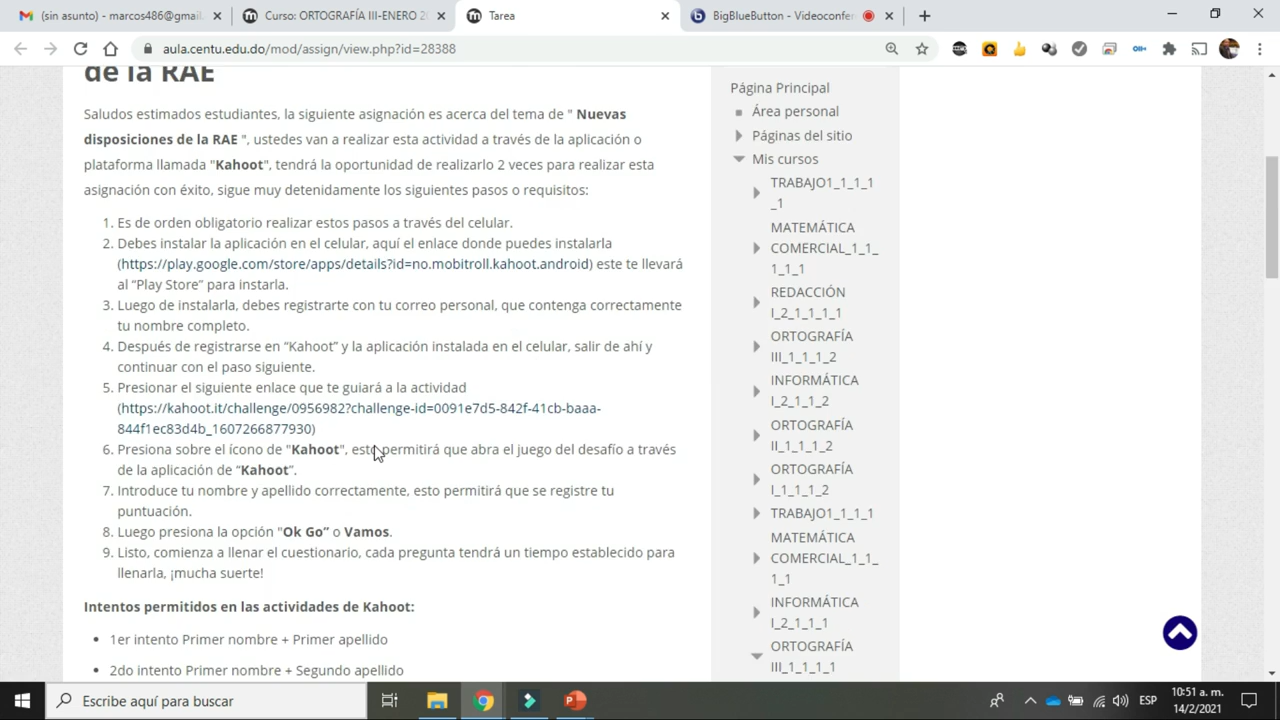 (sin asunto) - marcos486@gmail
Curso: ORTOGRAFÍA III-ENERO 20
Tarea
BigBlueButton - Videoconfer
aula.centu.edu.do/mod/assign/view.php?id=28388
de la RAE
Saludos estimados estudiantes, la siguiente asignación es acerca del tema de " Nuevas
disposiciones de la RAE ", ustedes van a realizar esta actividad a través de la aplicación o
plataforma llamada "Kahoot", tendrá la oportunidad de realizarlo 2 veces para realizar esta
asignación con éxito, sigue muy detenidamente los siguientes pasos o requisitos:
1. Es de orden obligatorio realizar estos pasos a través del celular.
2. Debes instalar la aplicación en el celular, aquí el enlace donde puedes instalarla
(https://play.google.com/store/apps/details?id=no.mobitroll.kahoot.android) este te llevará
al “Play Store” para instarla.
3. Luego de instalarla, debes registrarte con tu correo personal, que contenga correctamente
tu nombre completo.
4. Después de registrarse en “Kahoot” y la aplicación instalada en el celular, salir de ahí y
continuar con el paso siguiente.
5. Presionar el siguiente enlace que te guiará a la actividad
(https://kahoot.it/challenge/0956982?challenge-id=0091e7d5-842f-41cb-baaa-
844f1ec83d4b_1607266877930)
6. Presiona sobre el ícono de "Kahoot", esto permitirá que abra el juego del desafío a través
de la aplicación de “Kahoot”.
7. Introduce tu nombre y apellido correctamente, esto permitirá que se registre tu
puntuación.
8. Luego presiona la opción "Ok Go” o Vamos.
9. Listo, comienza a llenar el cuestionario, cada pregunta tendrá un tiempo establecido para
llenarla, ¡mucha suerte!
Intentos permitidos en las actividades de Kahoot:
• 1er intento Primer nombre + Primer apellido
• 2do intento Primer nombre + Segundo apellido
Página Principal
Área personal
Páginas del sitio
Mis cursos
TRABAJO1_1_1_1
_1
MATEMÁTICA
COMERCIAL_1_1_
1_1_1
REDACCIÓN
I_2_1_1_1_1
ORTOGRAFÍA
III_1_1_1_2
INFORMÁTICA
I_2_1_1_2
ORTOGRAFÍA
II_1_1_1_2
ORTOGRAFÍA
I_1_1_1_2
TRABAJO1_1_1_1
MATEMÁTICA
COMERCIAL_1_1_
1_1
INFORMÁTICA
I_2_1_1_1
ORTOGRAFÍA
III_1_1_1_1
Escribe aquí para buscar
ESP
10:51 a. m.
14/2/2021